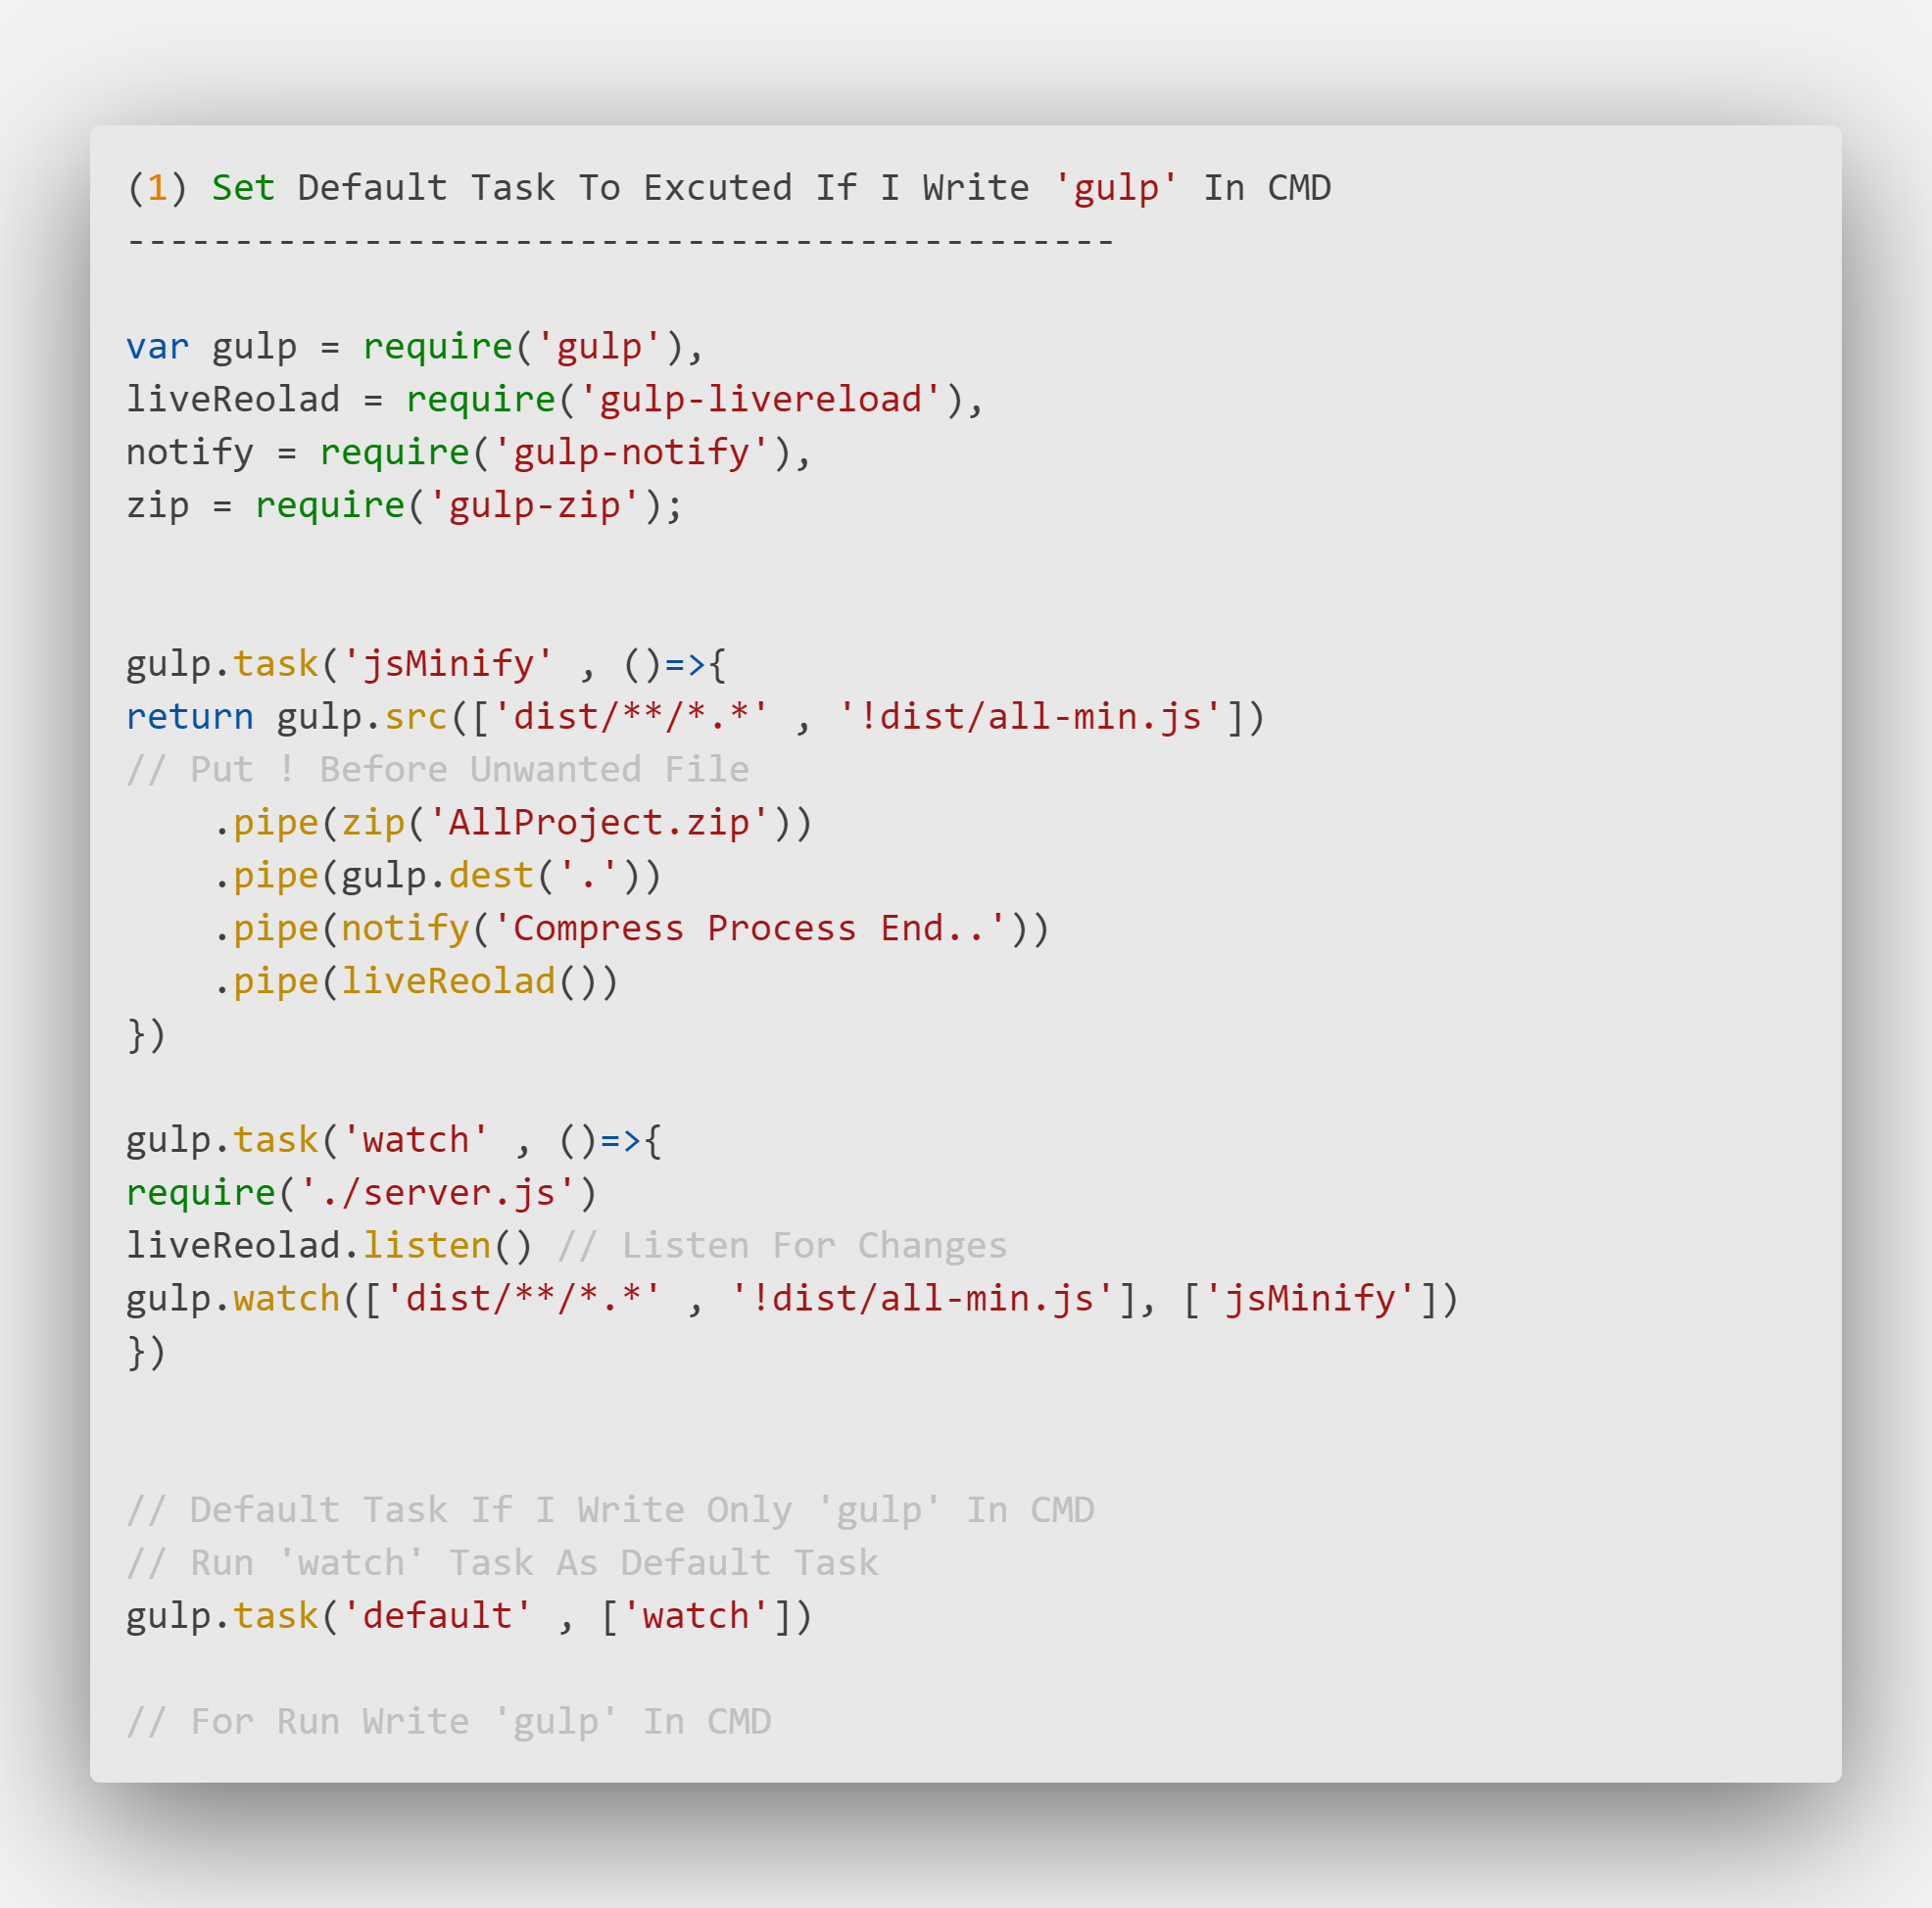 (1) Set Default Task To Excuted If I Write 'gulp' In CMD
----------------------------------------------
var gulp = require('gulp'),
liveReolad = require('gulp-livereload'),
notify = require('gulp-notify'),
zip = require('gulp-zip');
gulp.task('jsMinify' , ()=>{
return gulp.src(['dist/**/*.*' , '!dist/all-min.js'])
// Put ! Before Unwanted File
    .pipe(zip('AllProject.zip'))
    .pipe(gulp.dest('.'))
    .pipe(notify('Compress Process End..'))
    .pipe(liveReolad())
})
gulp.task('watch' , ()=>{
require('./server.js')
liveReolad.listen() // Listen For Changes
gulp.watch(['dist/**/*.*' , '!dist/all-min.js'], ['jsMinify'])
})
// Default Task If I Write Only 'gulp' In CMD
// Run 'watch' Task As Default Task
gulp.task('default' , ['watch'])
// For Run Write 'gulp' In CMD